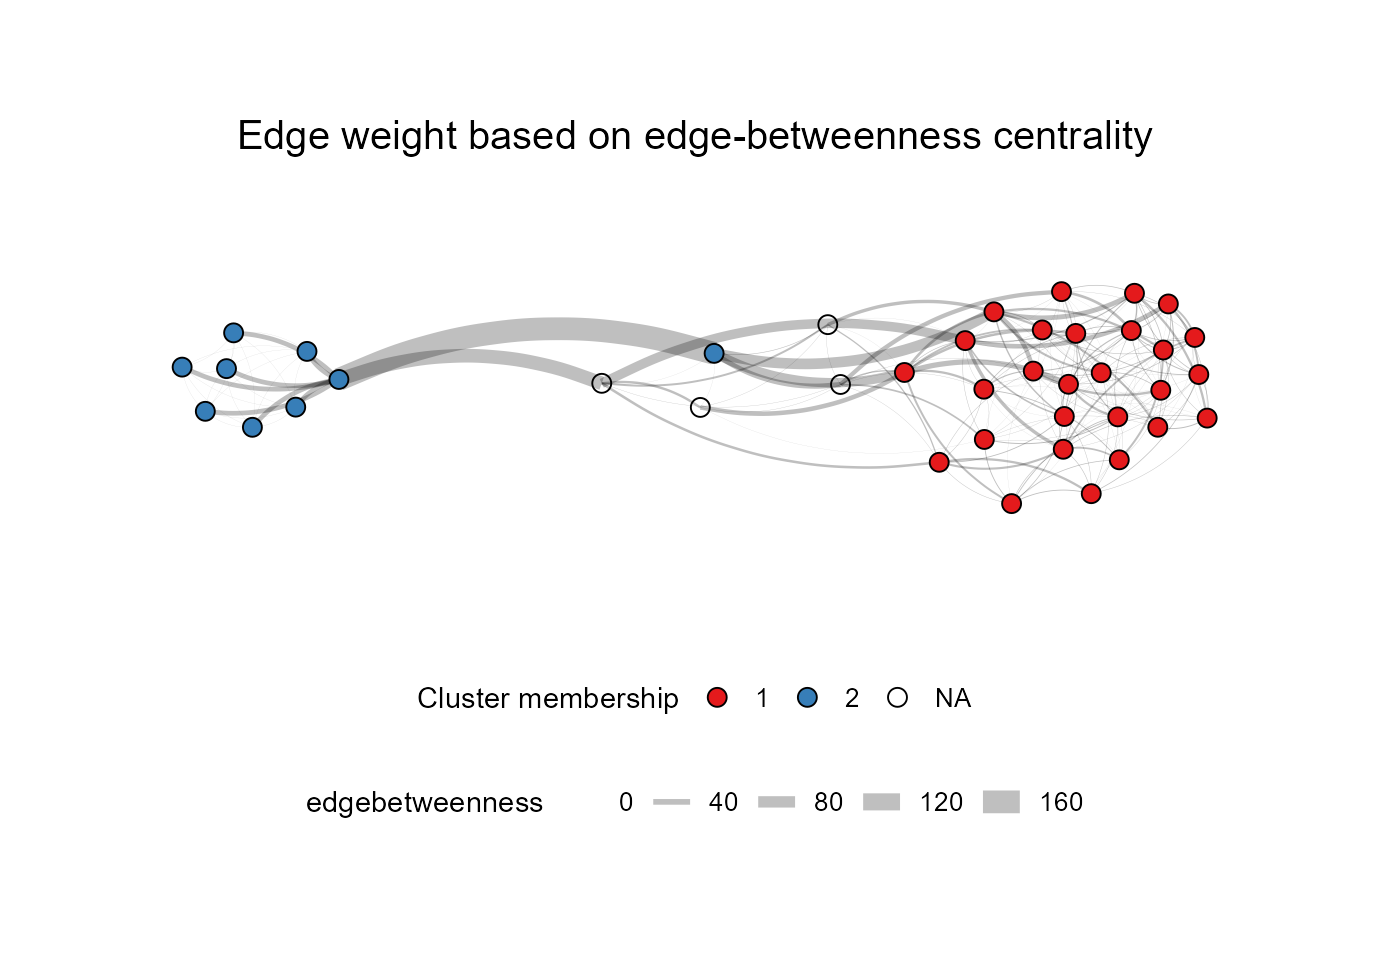 Edge weight based on edge-betweenness centrality
Cluster membership 1 2 NA
edgebetweenness 0 40 80 120 160